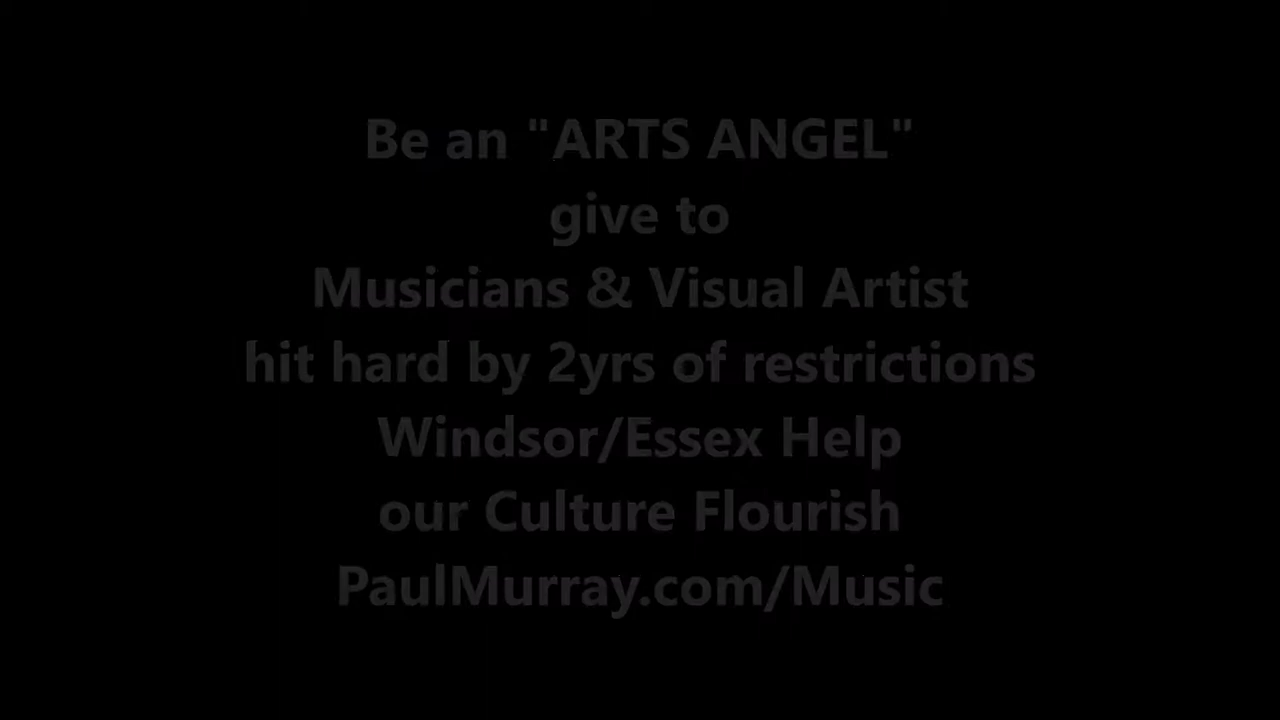 Be an "ARTS ANGEL"
give to
Musicians & Visual Artist
hit hard by 2yrs of restrictions
Windsor/Essex Help
our Culture Flourish
PaulMurray.com/Music